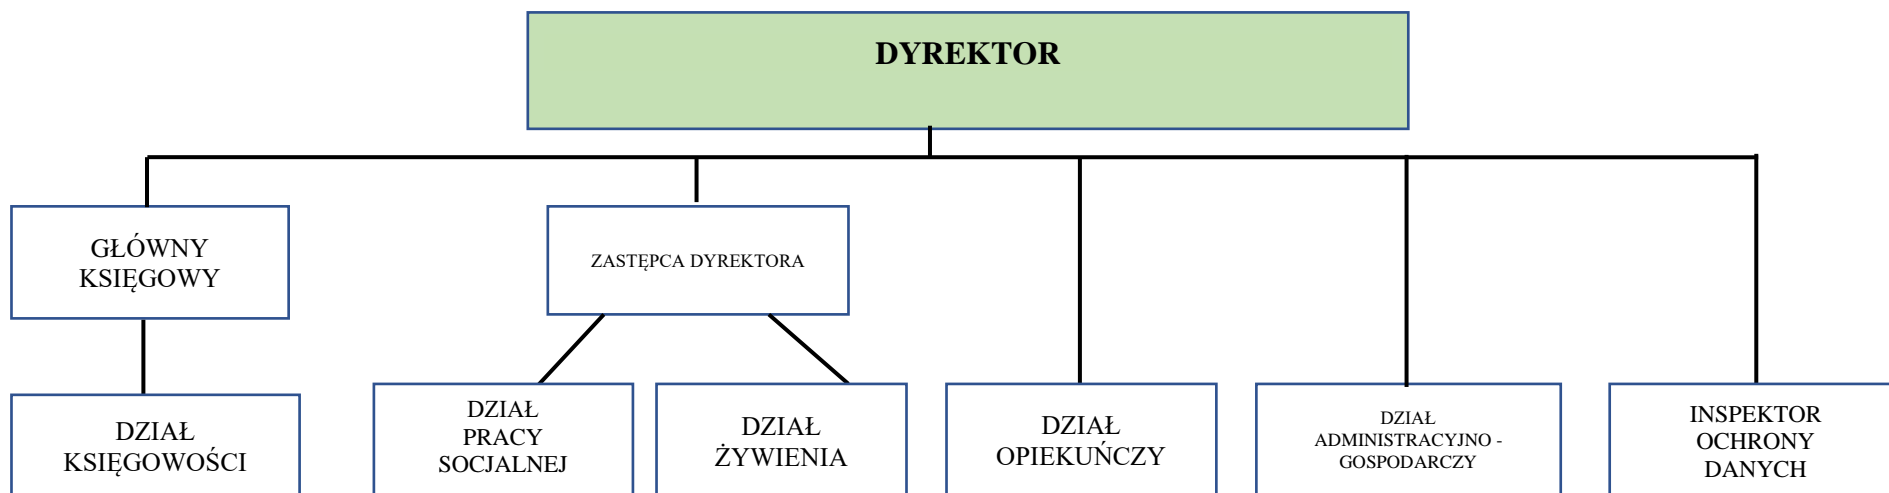 DYREKTOR
GŁÓWNY
KSIĘGOWY
ZASTĘPCA DYREKTORA
DZIAŁ
KSIĘGOWOŚCI
DZIAŁ
PRACY
SOCJALNEJ
DZIAŁ
ŻYWIENIA
DZIAŁ
OPIEKUŃCZY
DZIAŁ
ADMINISTRACYJNO -
GOSPODARCZY
INSPEKTOR
OCHRONY
DANYCH